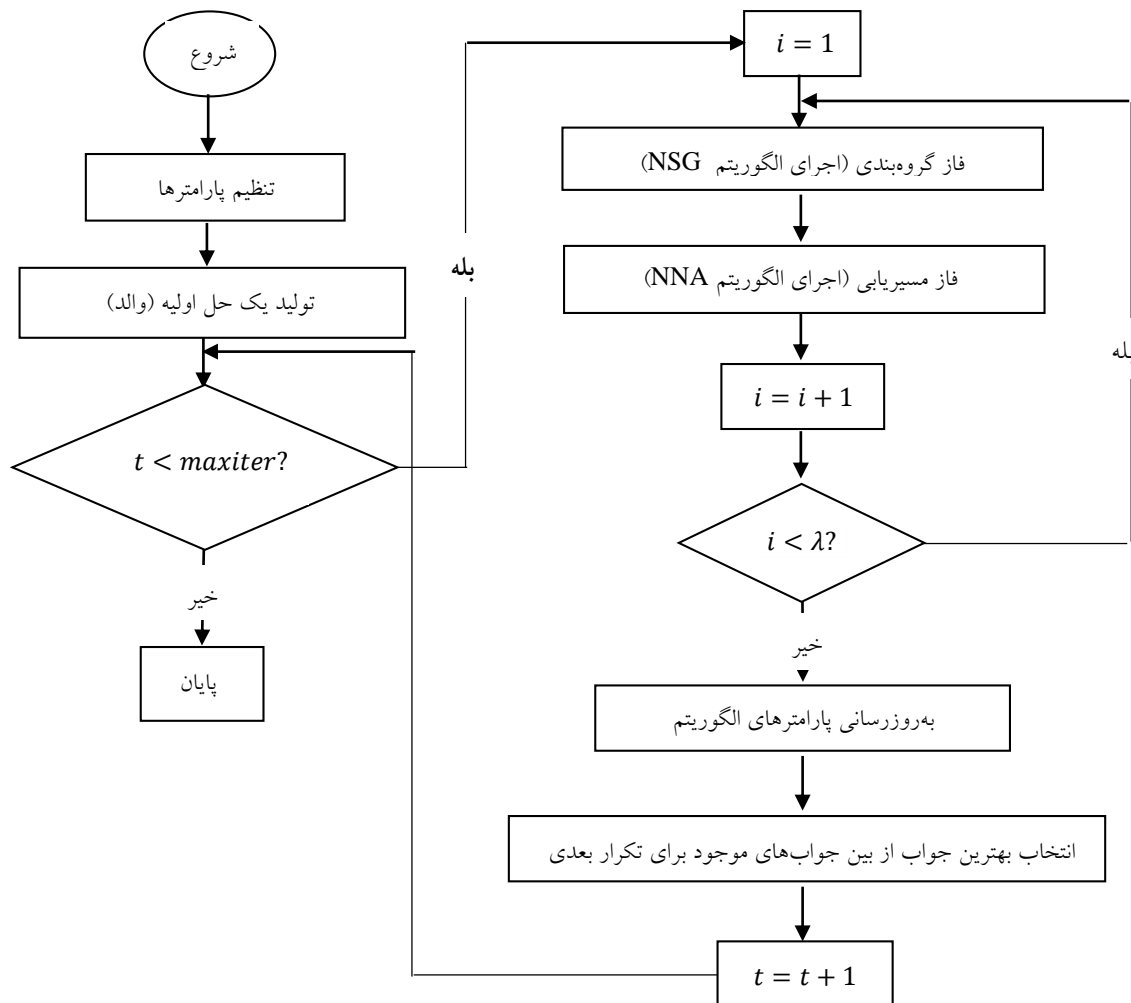 شروع
تنظیم پارامترها
تولید یک حل اولیه (والد)
t < maxiter?
بله
خیر
پایان
i = 1
فاز گروه‌بندی (اجرای الگوریتم NSG)
فاز مسیریابی (اجرای الگوریتم NNA)
i = i + 1
i < λ?
بله
خیر
به‌روزرسانی پارامترهای الگوریتم
انتخاب بهترین جواب از بین جواب‌های موجود برای تکرار بعدی
t = t + 1